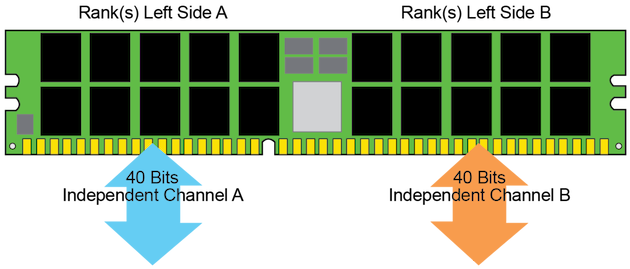 Rank(s) Left Side A
Rank(s) Left Side B
40 Bits
Independent Channel A
40 Bits
Independent Channel B